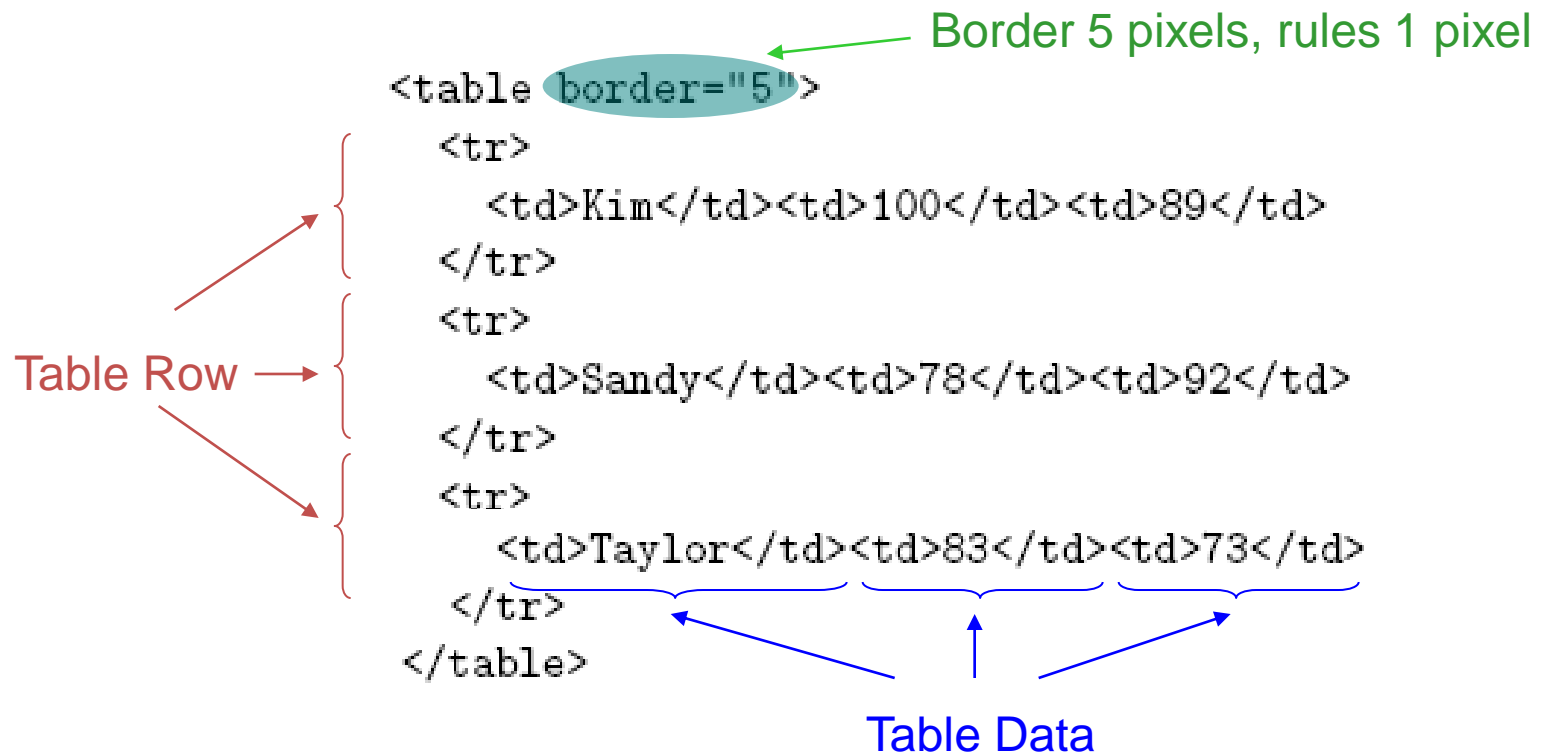 Border 5 pixels, rules 1 pixel
<table border="5">
<tr>
<td>Kim</td><td>100</td><td>89</td>
</tr>
<tr>
Table Row
<td>Sandy</td><td>78</td><td>92</td>
</tr>
<tr>
<td>Taylor</td><td>83</td><td>73</td>
</tr>
</table>
Table Data